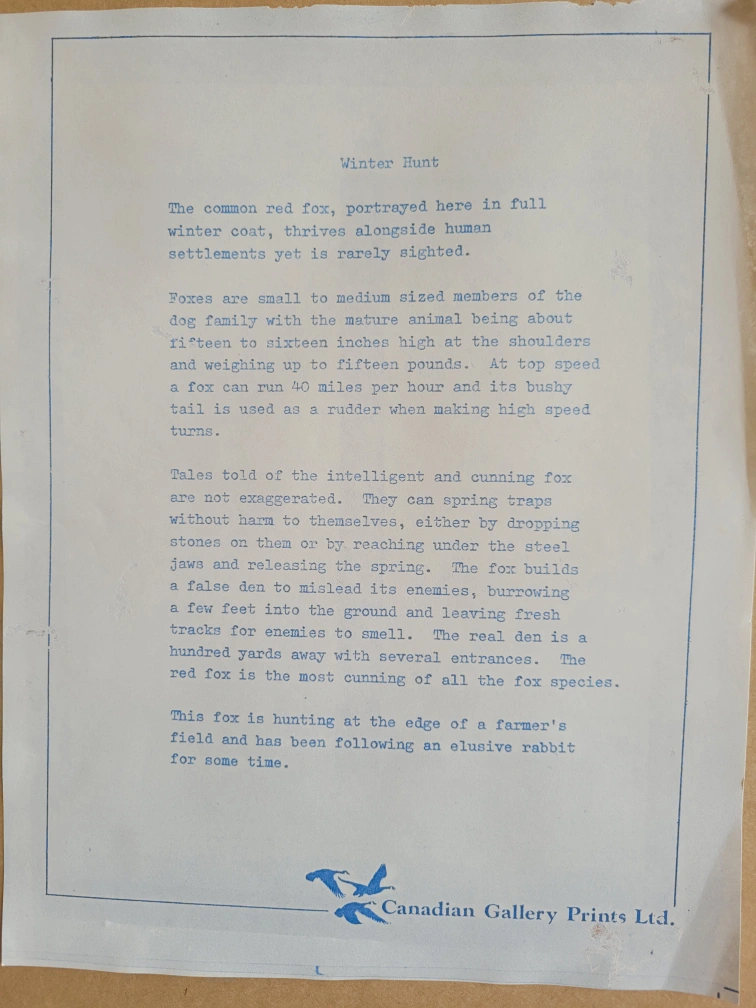 Winter Hunt
The common red fox, portrayed here in full
winter coat, thrives alongside human
settlements yet is rarely sighted.
Foxes are small to medium sized members of the
dog family with the mature animal being about
fifteen to sixteen inches high at the shoulders
and weighing up to fifteen pounds. At top speed
a fox can run 40 miles per hour and its bushy
tail is used as a rudder when making high speed
turns.
Tales told of the intelligent and cunning fox
are not exaggerated. They can spring traps
without harm to themselves, either by dropping
stones on them or by reaching under the steel
jaws and releasing the spring. The fox builds
a false den to mislead its enemies, burrowing
a few feet into the ground and leaving fresh
tracks for enemies to smell. The real den is a
hundred yards away with several entrances. The
red fox is the most cunning of all the fox species.
This fox is hunting at the edge of a farmer's
field and has been following an elusive rabbit
for some time.
Canadian Gallery Prints Ltd.